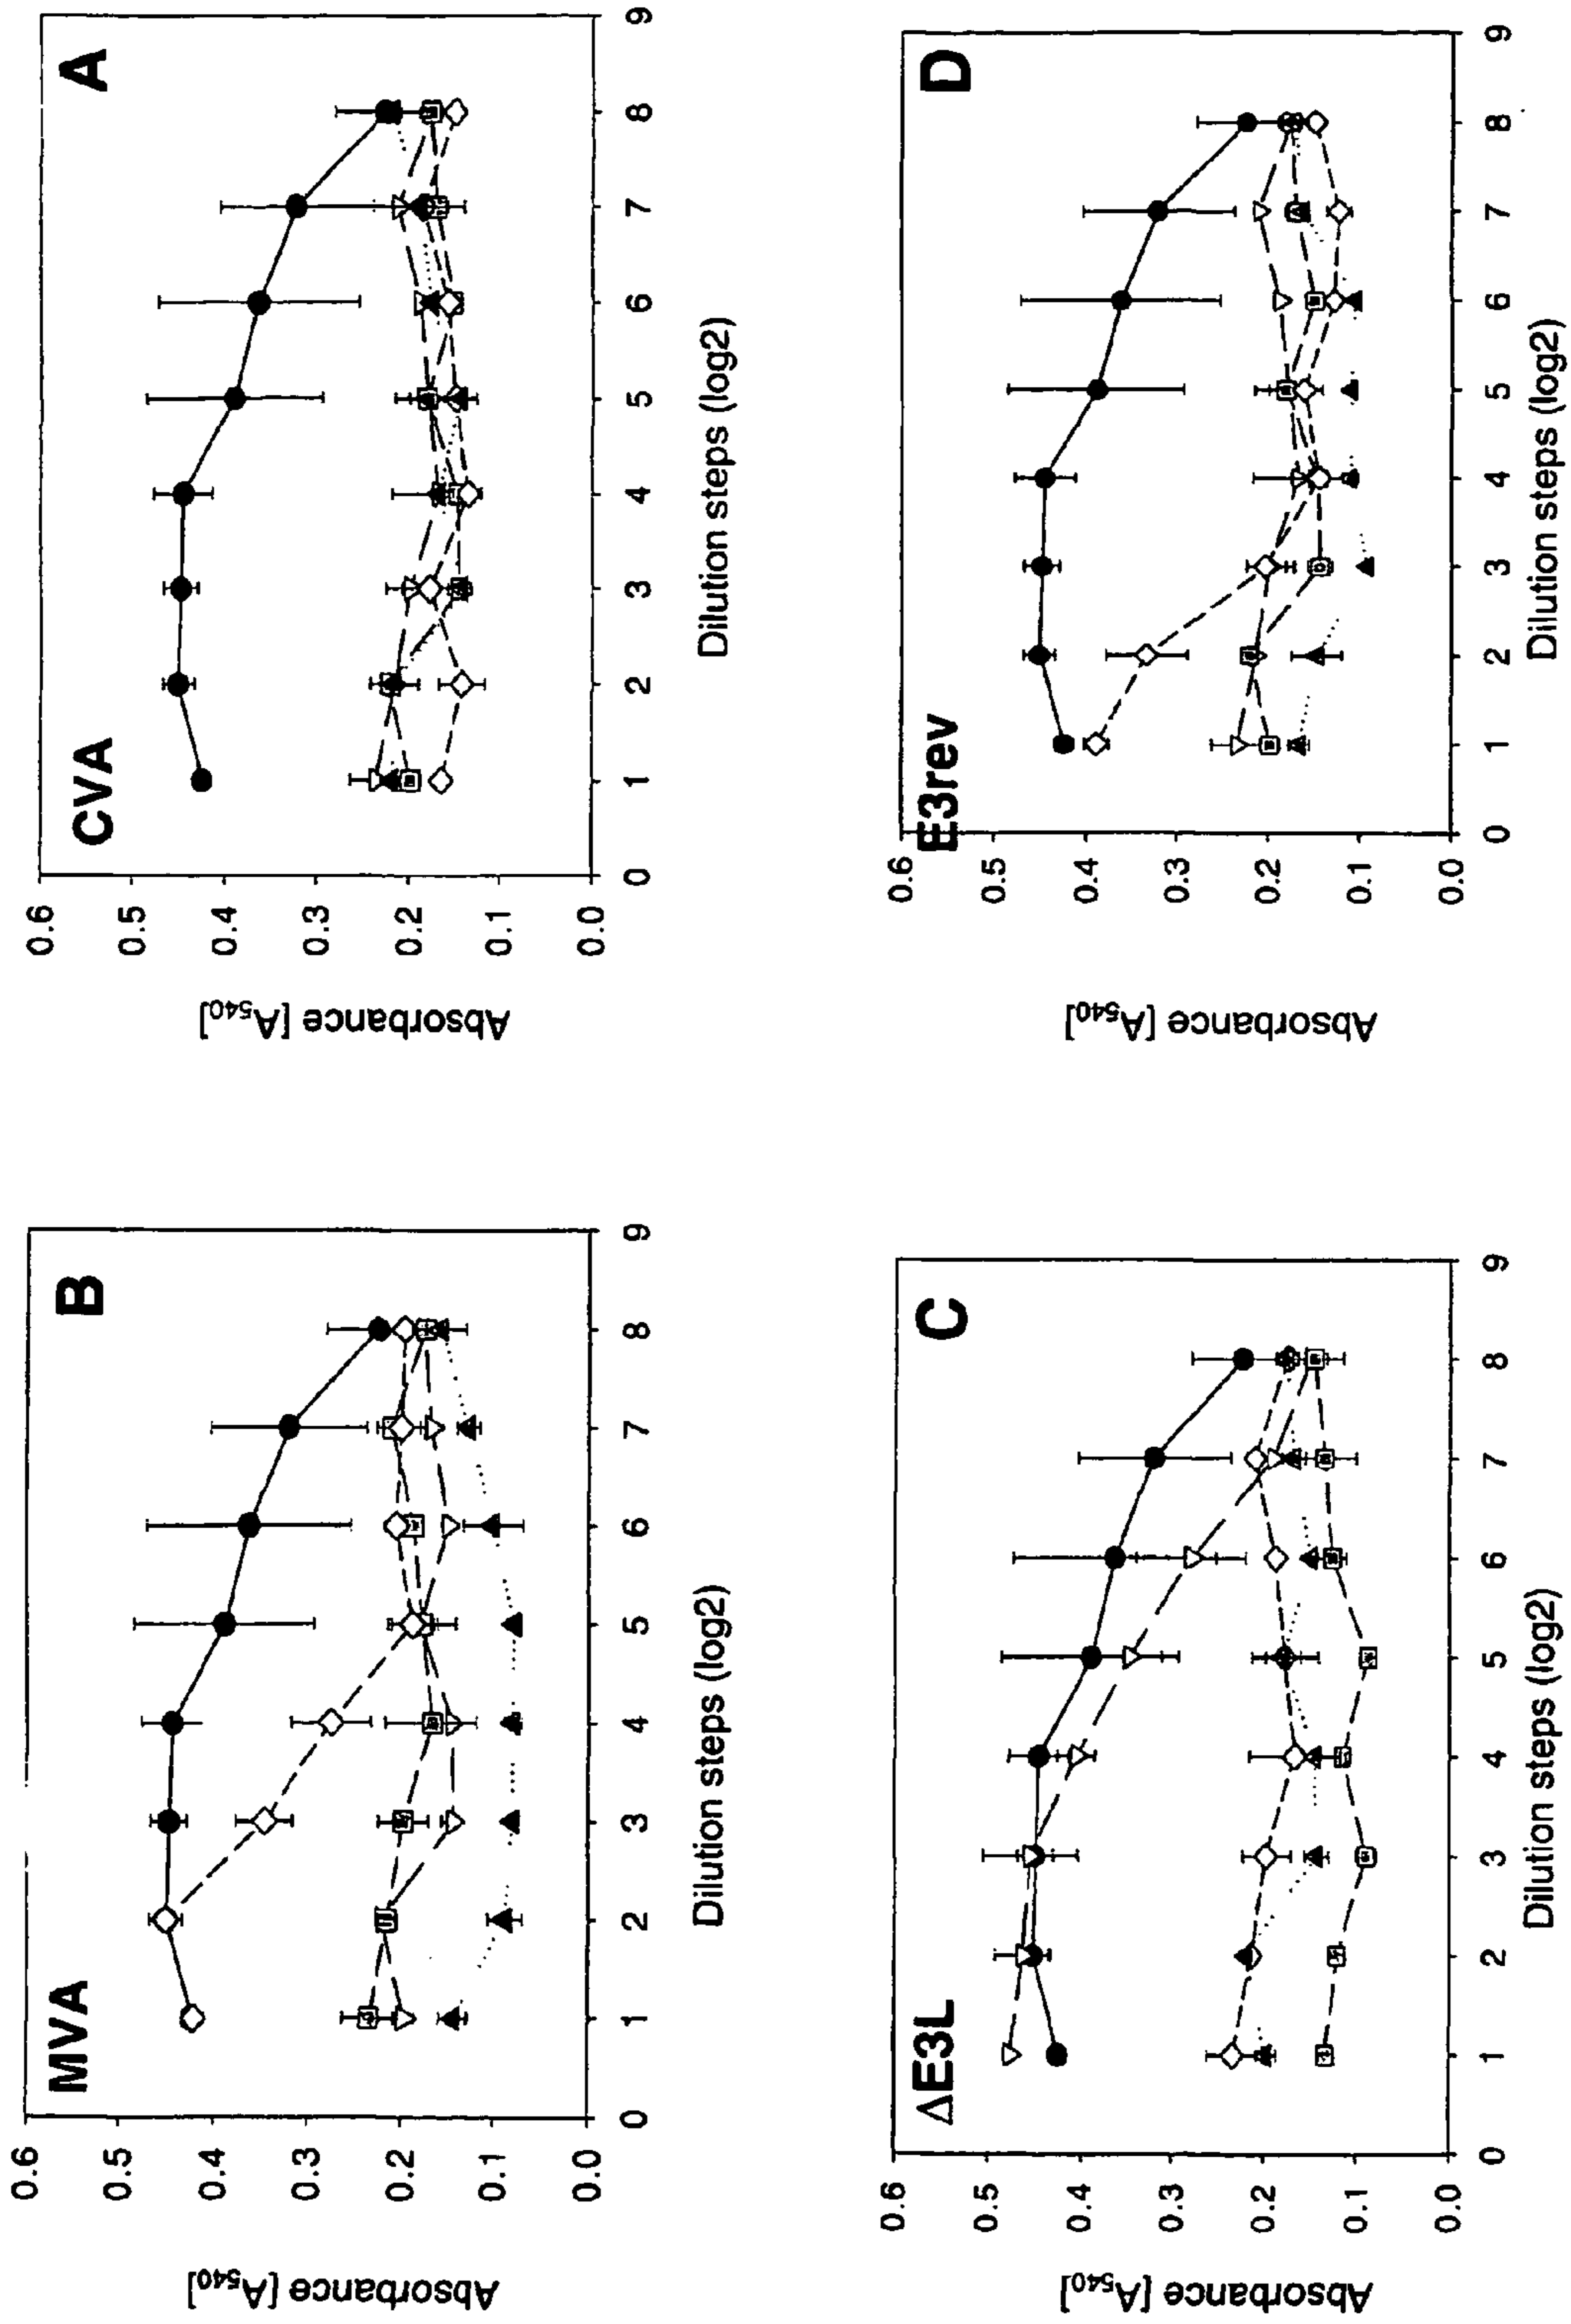 CVA
A
0.6
0.5
0.4
0.3
0.2
0.1
0.0
0 1 2 3 4 5 6 7 8 9
Dilution steps (log2)
Absorbance [A540]
MVA
B
0.6
0.5
0.4
0.3
0.2
0.1
0.0
0 1 2 3 4 5 6 7 8 9
Dilution steps (log2)
Absorbance [A540]
ΔE3L
C
0.6
0.5
0.4
0.3
0.2
0.1
0.0
0 1 2 3 4 5 6 7 8 9
Dilution steps (log2)
Absorbance [A540]
E3rev
D
0.6
0.5
0.4
0.3
0.2
0.1
0.0
0 1 2 3 4 5 6 7 8 9
Dilution steps (log2)
Absorbance [A540]